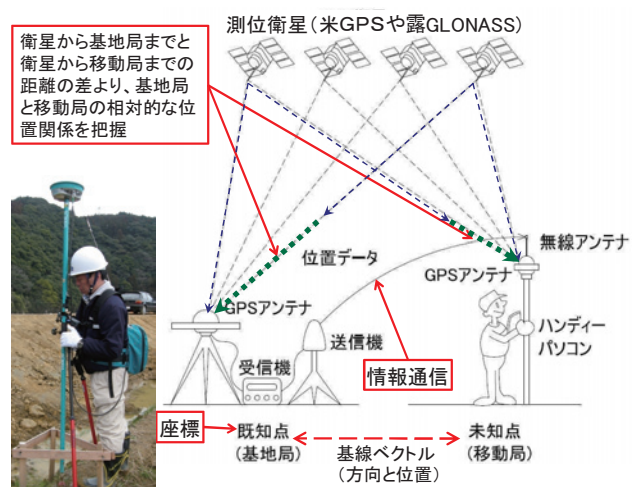 測位衛星(米GPSや露GLONASS)
衛星から基地局までと
衛星から移動局までの
距離の差より、基地局
と移動局の相対的な位
置関係を把握
無線アンテナ
位置データ
GPSアンテナ
GPSアンテナ
送信機
ハンディー
パソコン
受信機
情報通信
座標
既知点
(基地局)
基線ベクトル
(方向と位置)
未知点
(移動局)